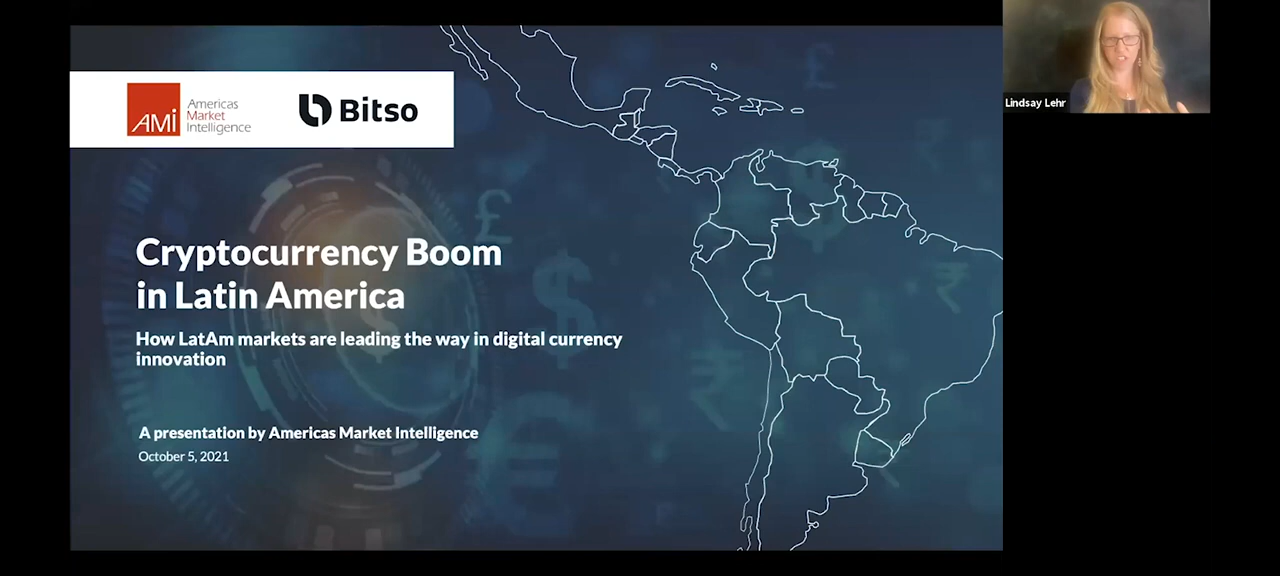 AMi
Americas
Market
Intelligence
Bitso
Lindsay Lehr
Cryptocurrency Boom
in Latin America
How LatAm markets are leading the way in digital currency
innovation
A presentation by Americas Market Intelligence
October 5, 2021